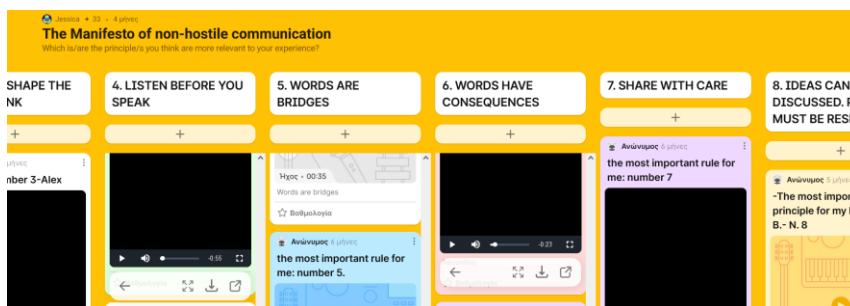 Jessica + 33 • 4 μήνες
The Manifesto of non-hostile communication
Which is/are the principle/s you think are more relevant to your experience?
SHAPE THE
NK
4. LISTEN BEFORE YOU
SPEAK
5. WORDS ARE
BRIDGES
6. WORDS HAVE
CONSEQUENCES
7. SHARE WITH CARE
8. IDEAS CAN
DISCUSSED. P
MUST BE RES
+
+
+
+
+
+
μήνες
mber 3-Alex
-0:55
Ήχος • 00:35
Words are bridges
Βαθμολογία
Ανώνυμος 6 μήνες
the most important rule for
me: number 5.
-0:23
Ανώνυμος 6 μήνες
the most important rule for
me: number 7
Ανώνυμος 5 μήνε
-The most impor
principle for my
B.- N. 8